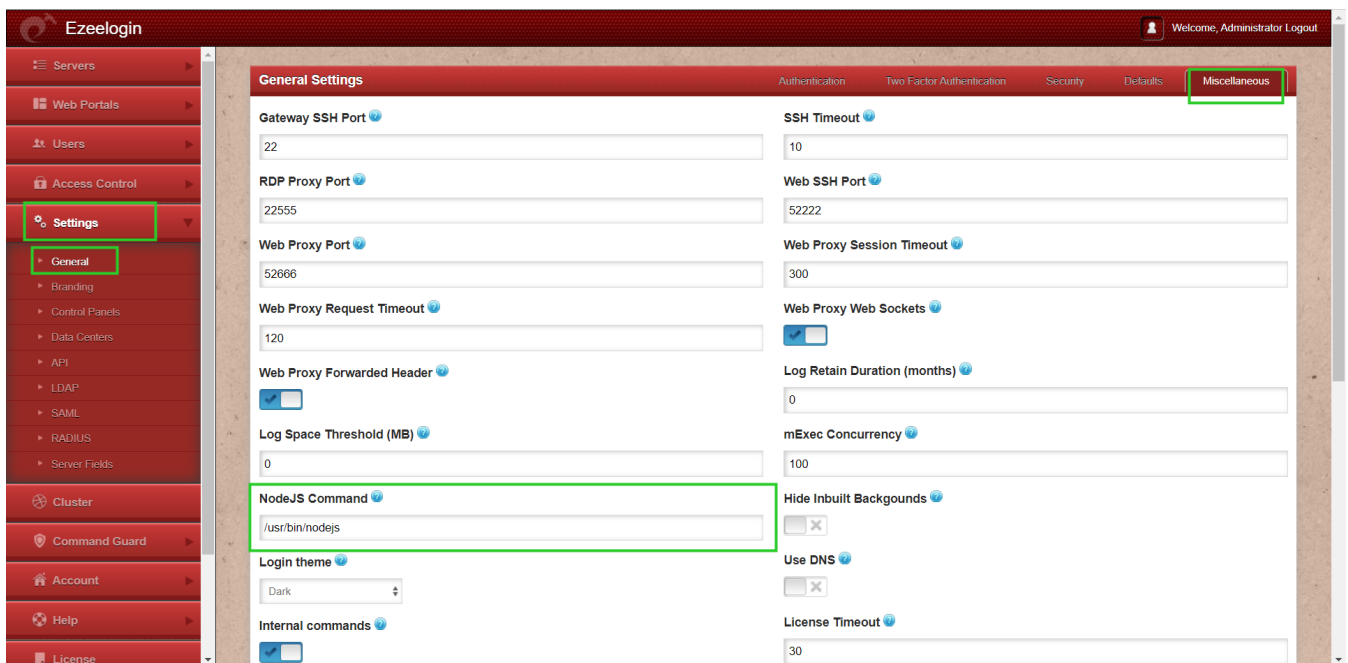 Ezeelogin
Welcome, Administrator Logout
Servers
Web Portals
Users
Access Control
Settings
General
Branding
Control Panels
Data Centers
API
LDAP
SAML
RADIUS
Server Fields
Cluster
Command Guard
Account
Help
License
General Settings
Authentication Two Factor Authentication Security Defaults Miscellaneous
Gateway SSH Port
22
SSH Timeout
10
RDP Proxy Port
22555
Web SSH Port
52222
Web Proxy Port
52666
Web Proxy Session Timeout
300
Web Proxy Request Timeout
120
Web Proxy Web Sockets
Web Proxy Forwarded Header
Log Retain Duration (months)
0
Log Space Threshold (MB)
0
mExec Concurrency
100
NodeJS Command
/usr/bin/nodejs
Hide Inbuilt Backgounds
Login theme
Dark
Use DNS
Internal commands
License Timeout
30